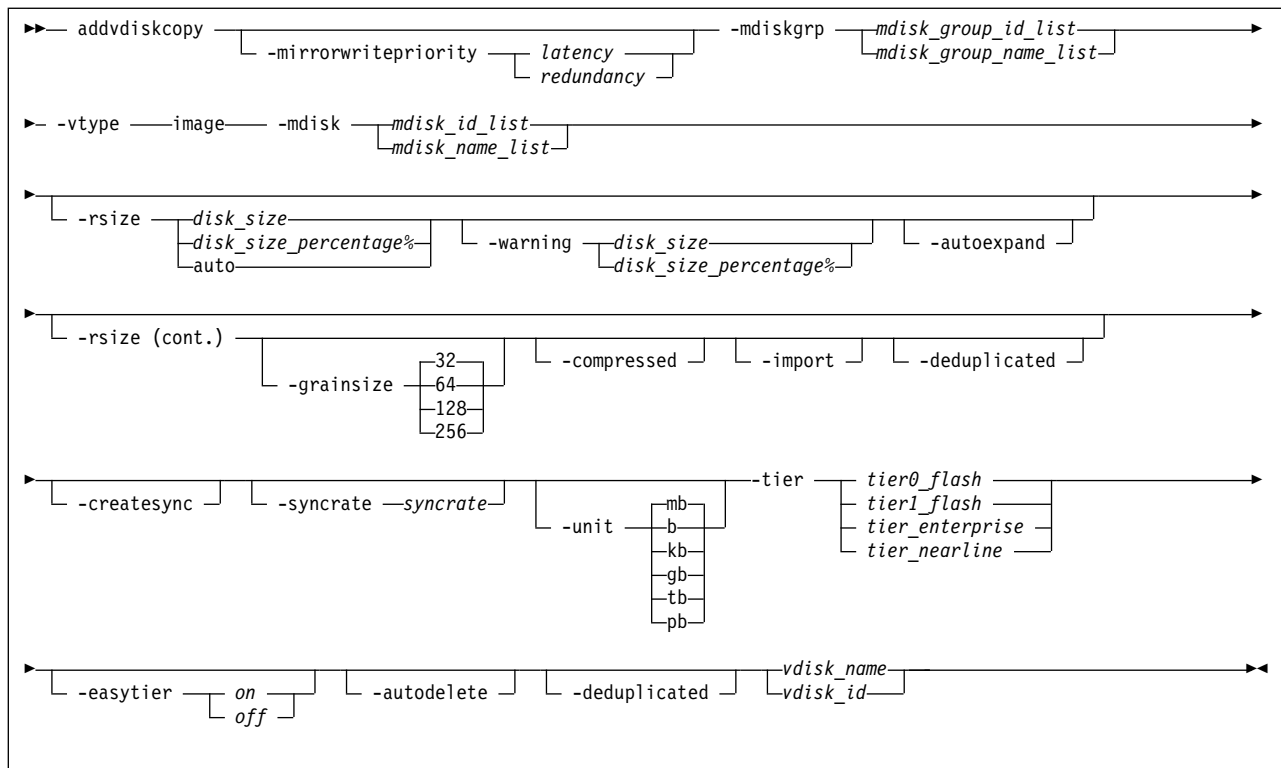 addvdiskcopy -mirrorwritepriority latency redundancy -mdiskgrp mdisk_group_id_list mdisk_group_name_list
-vtype image -mdisk mdisk_id_list mdisk_name_list
-rsize disk_size disk_size_percentage% auto -warning disk_size disk_size_percentage% -autoexpand
-rsize (cont.) -grainsize 32 64 128 256 -compressed -import -deduplicated
-createsync -syncrate syncrate -unit mb b kb gb tb pb -tier tier0_flash tier1_flash tier_enterprise tier_nearline
-easytier on off -autodelete -deduplicated vdisk_name vdisk_id